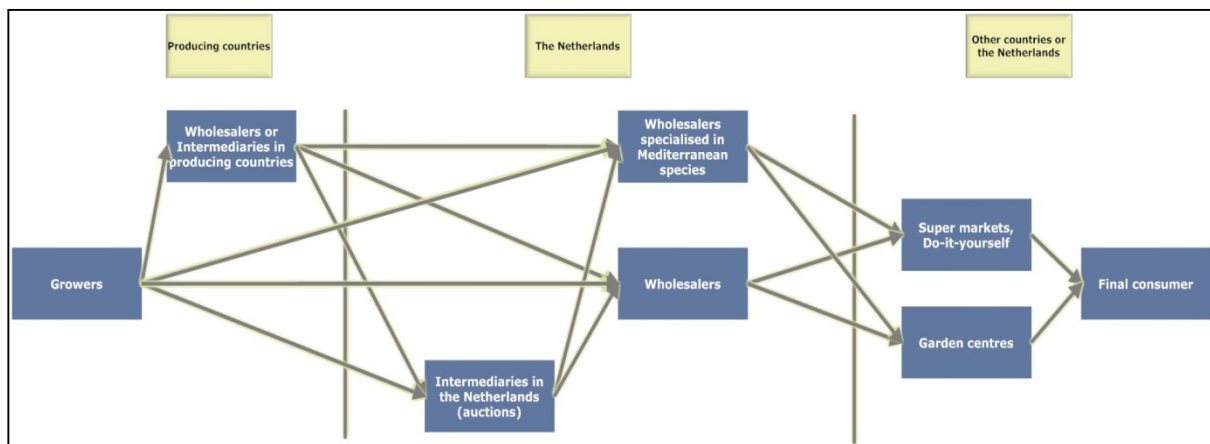 Producing countries
The Netherlands
Other countries or
the Netherlands
Wholesalers or
Intermediaries in
producing countries
Wholesalers
specialised in
Mediterranean
species
Growers
Wholesalers
Super markets,
Do-it-yourself
Final consumer
Garden centres
Intermediaries in
the Netherlands
(auctions)